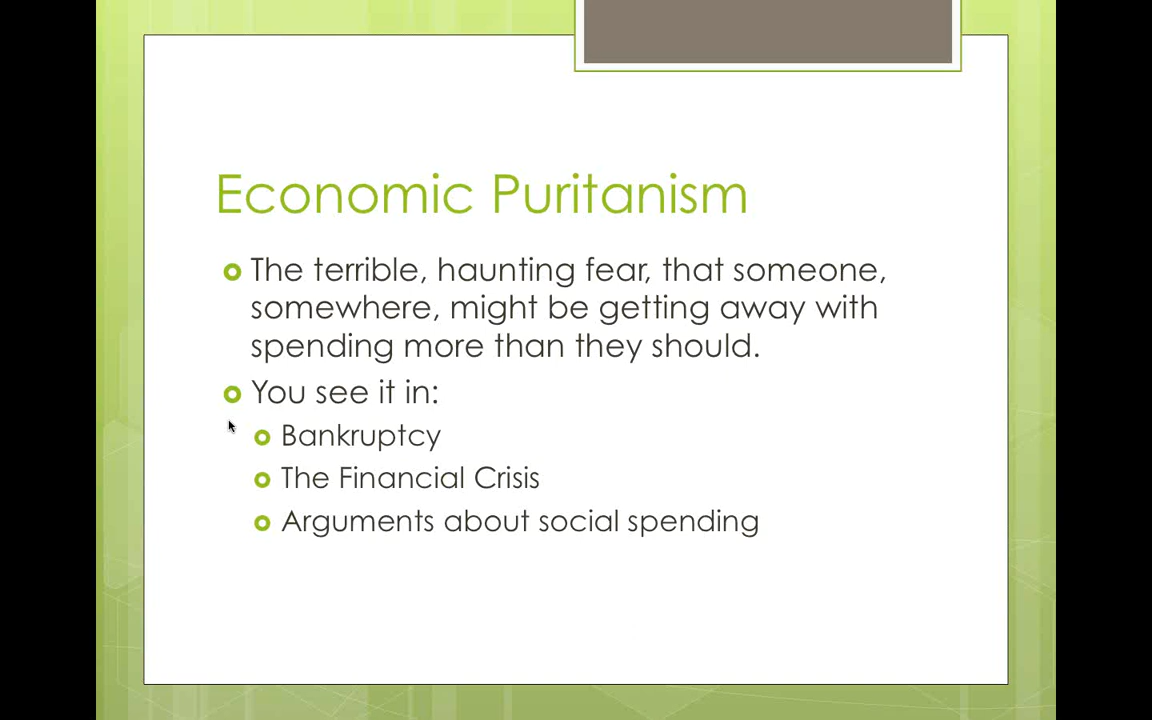 Economic Puritanism
The terrible, haunting fear, that someone,
somewhere, might be getting away with
spending more than they should.
You see it in:
Bankruptcy
The Financial Crisis
Arguments about social spending